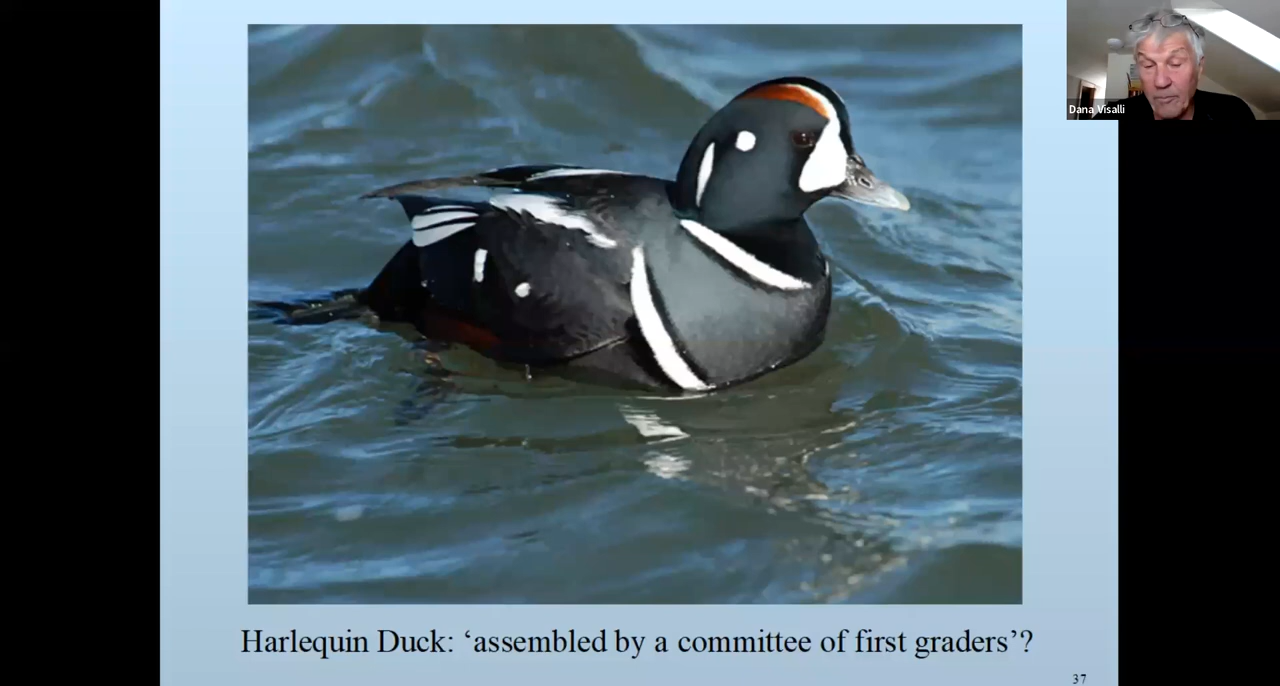 Dana Visalli
Harlequin Duck: ‘assembled by a committee of first graders’?
37